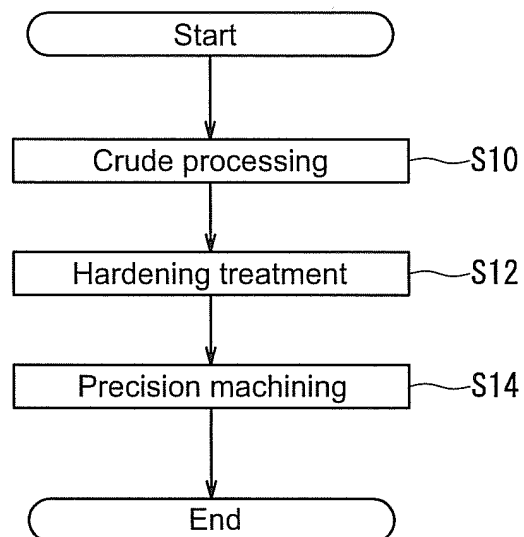 Start
Crude processing S10
Hardening treatment S12
Precision machining S14
End